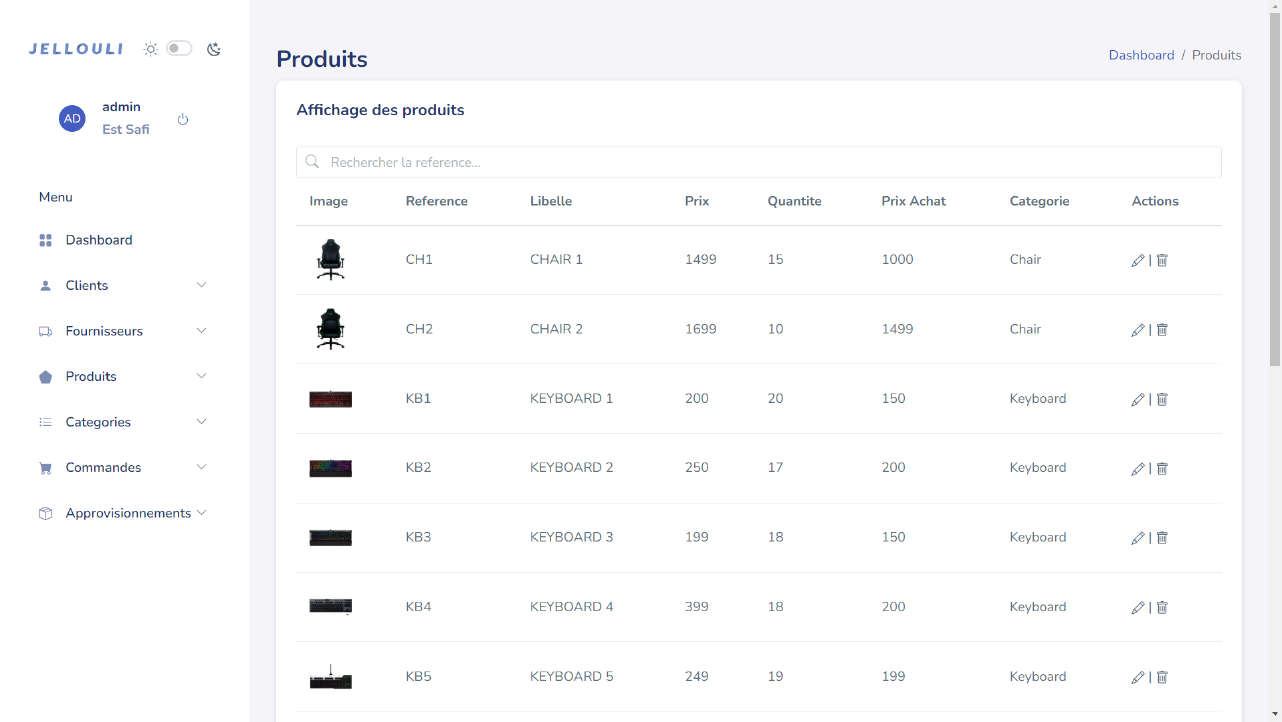 JELLOULI
AD
admin
Est Safi
Menu
Dashboard
Clients
Fournisseurs
Produits
Categories
Commandes
Approvisionnements
Produits
Dashboard / Produits
Affichage des produits
Rechercher la reference...
Image Reference Libelle Prix Quantite Prix Achat Categorie Actions
CH1 CHAIR 1 1499 15 1000 Chair |
CH2 CHAIR 2 1699 10 1499 Chair |
KB1 KEYBOARD 1 200 20 150 Keyboard |
KB2 KEYBOARD 2 250 17 200 Keyboard |
KB3 KEYBOARD 3 199 18 150 Keyboard |
KB4 KEYBOARD 4 399 18 200 Keyboard |
KB5 KEYBOARD 5 249 19 199 Keyboard |